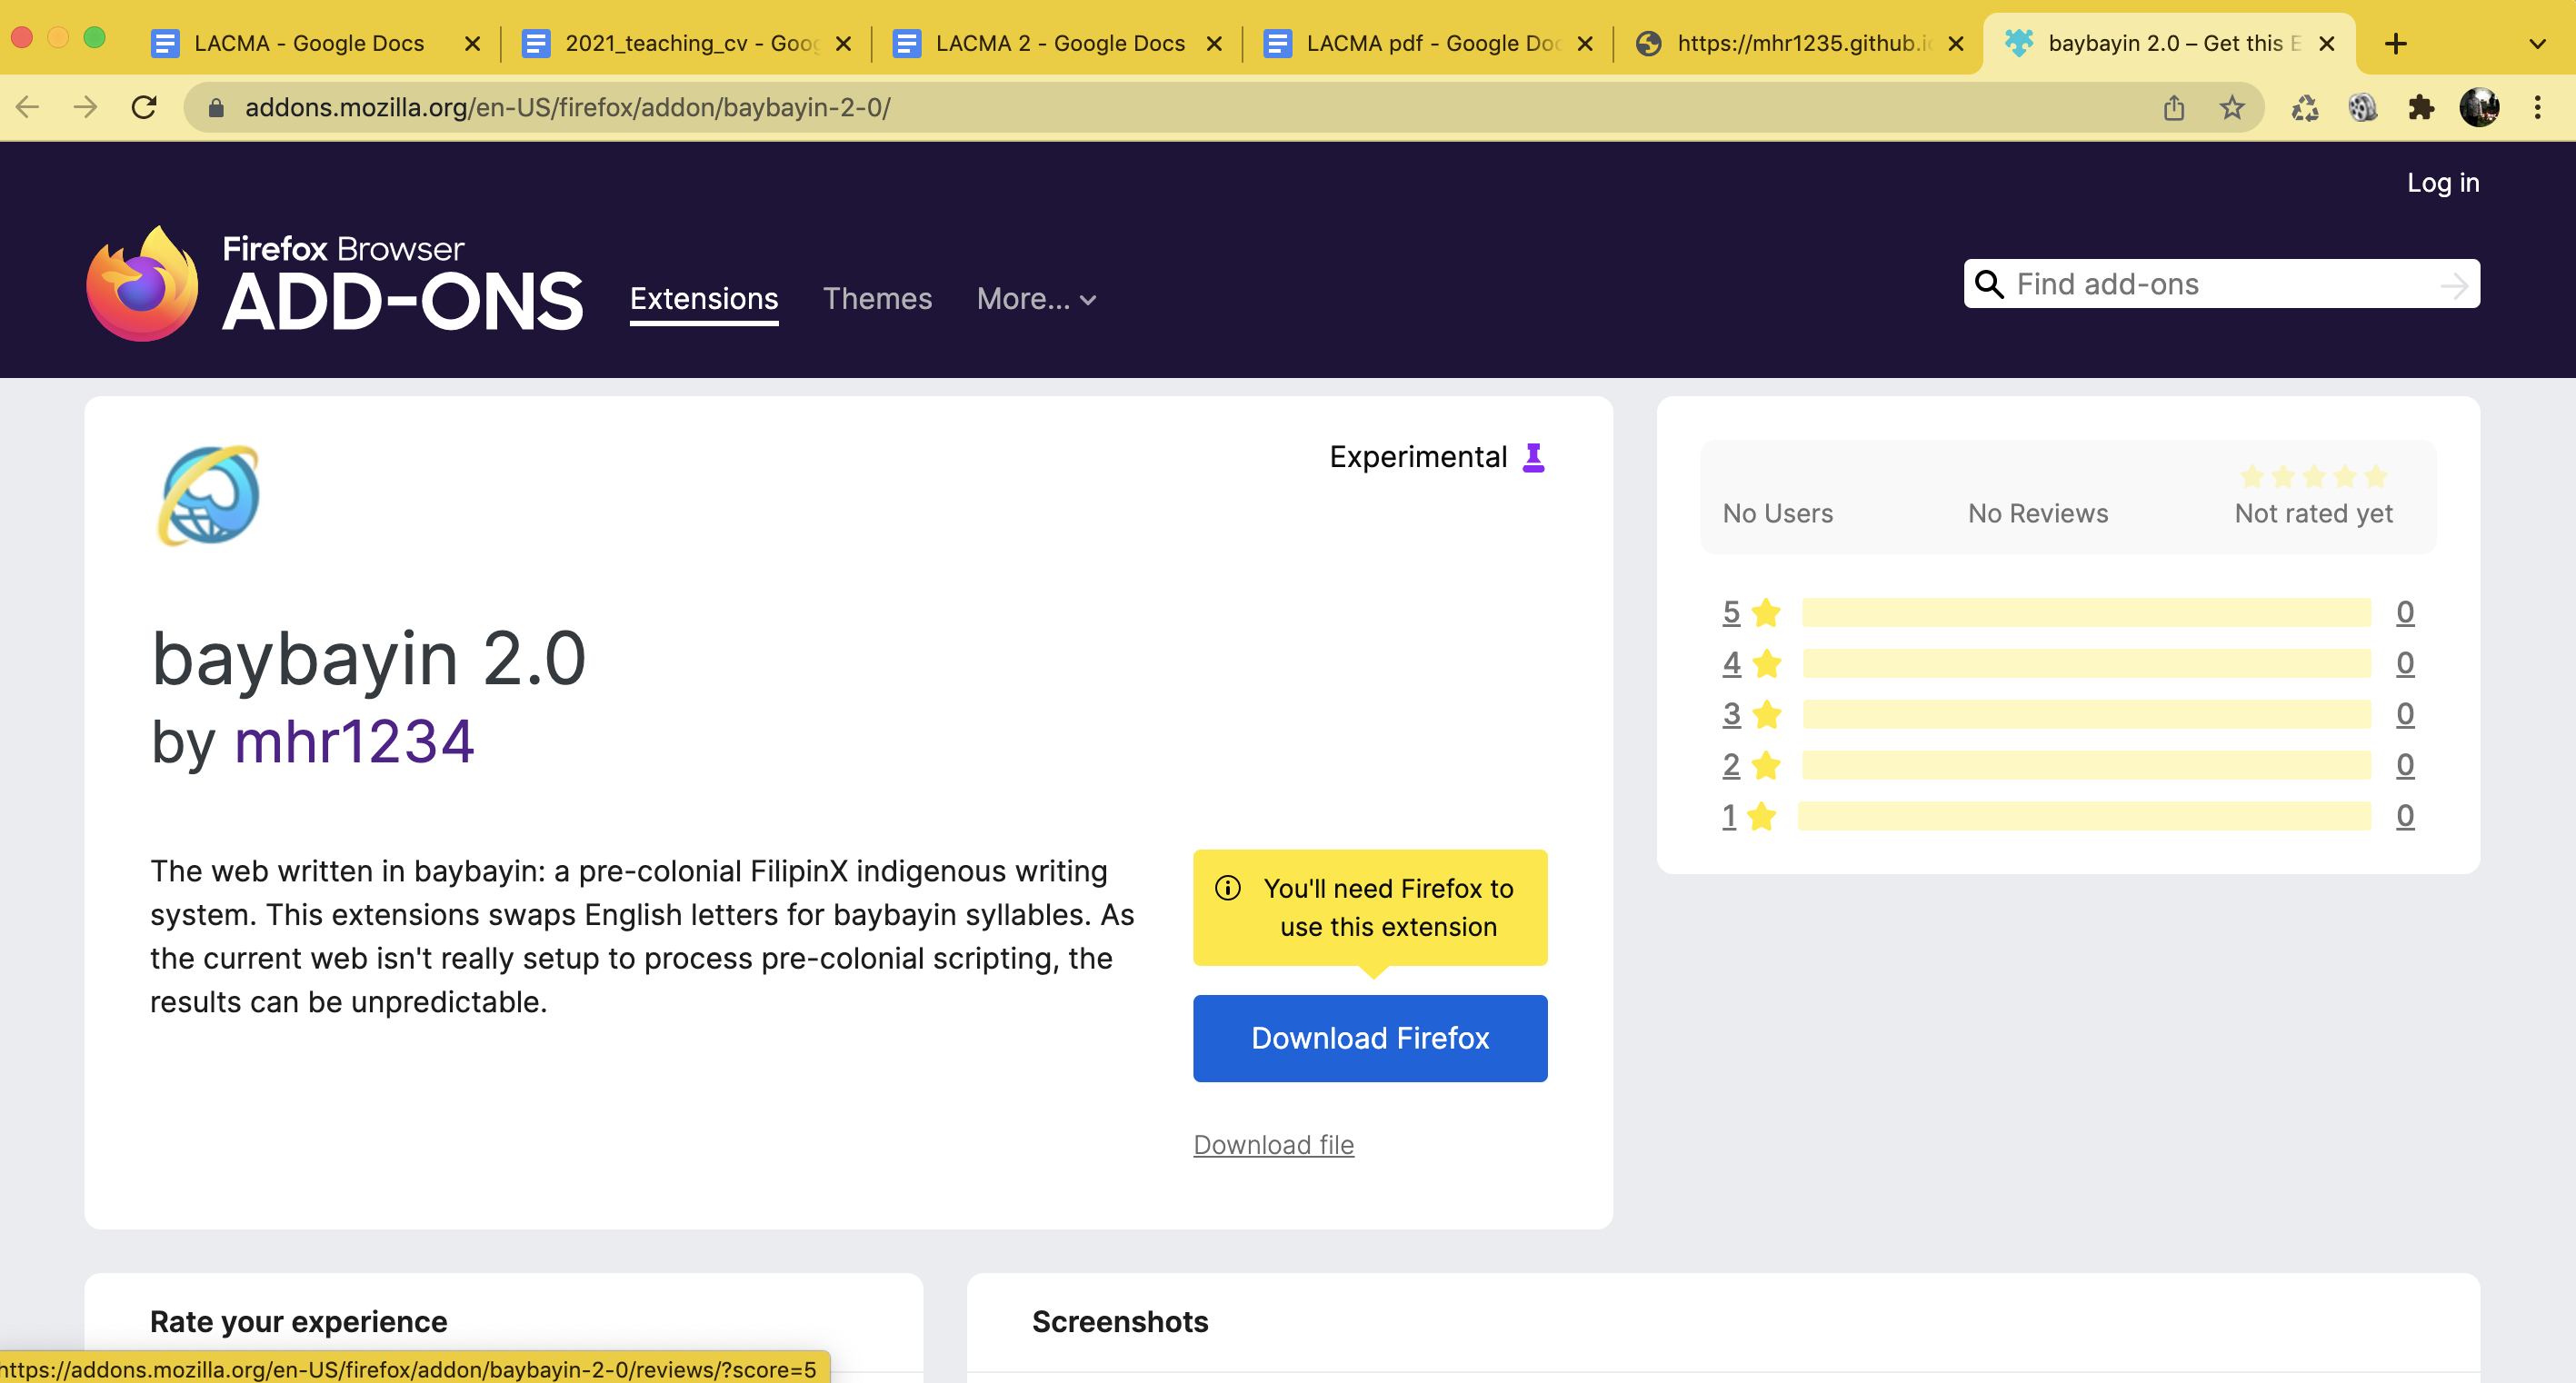 LACMA - Google Docs
2021_teaching_cv - Goog
LACMA 2 - Google Docs
LACMA pdf - Google Doc
https://mhr1235.github.io
baybayin 2.0 – Get this E
addons.mozilla.org/en-US/firefox/addon/baybayin-2-0/
Log in
Firefox Browser
ADD-ONS
Extensions
Themes
More...
Find add-ons
Experimental
baybayin 2.0
by mhr1234
The web written in baybayin: a pre-colonial FilipinX indigenous writing
system. This extensions swaps English letters for baybayin syllables. As
the current web isn't really setup to process pre-colonial scripting, the
results can be unpredictable.
You'll need Firefox to
use this extension
Download Firefox
Download file
No Users
No Reviews
Not rated yet
5 0
4 0
3 0
2 0
1 0
Rate your experience
Screenshots
https://addons.mozilla.org/en-US/firefox/addon/baybayin-2-0/reviews/?score=5